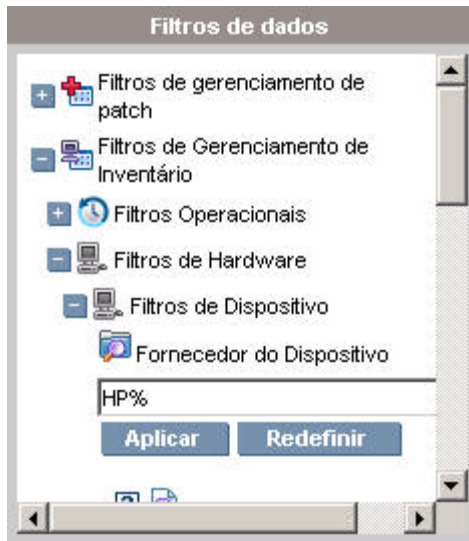 Filtros de dados
Filtros de gerenciamento de
patch
Filtros de Gerenciamento de
Inventário
Filtros Operacionais
Filtros de Hardware
Filtros de Dispositivo
Fornecedor do Dispositivo
HP%
Aplicar Redefinir